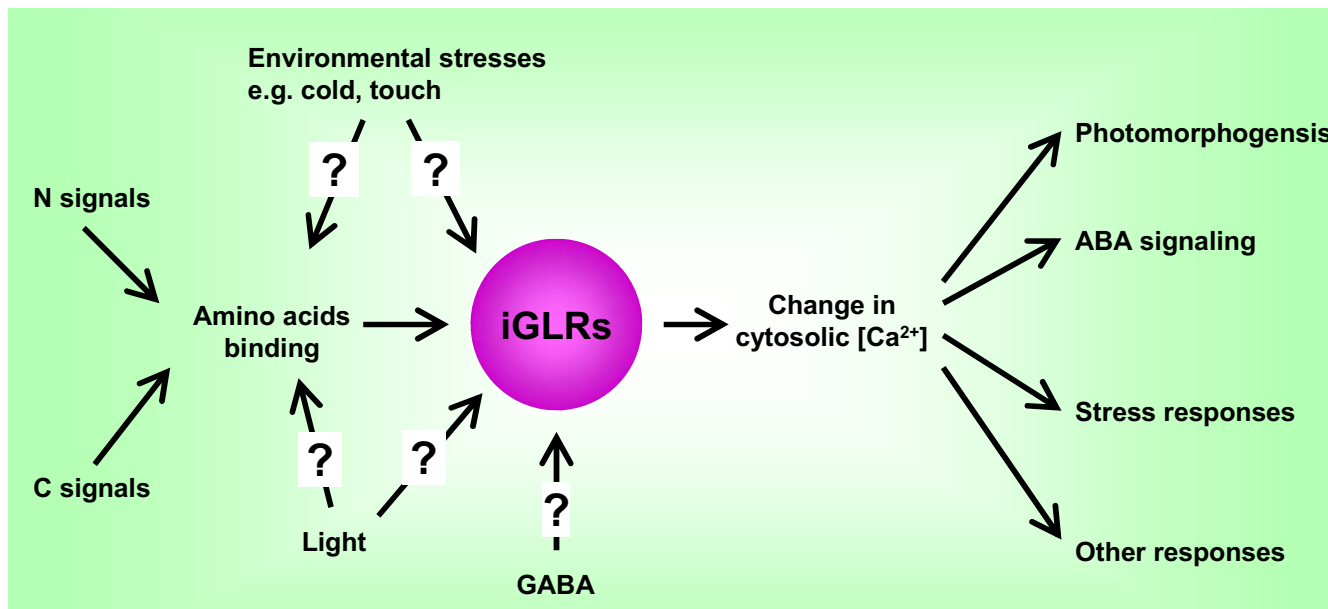 Environmental stresses
e.g. cold, touch
?
?
N signals
Amino acids
binding
iGLRs
Change in
cytosolic [Ca²⁺]
C signals
?
?
Light
?
GABA
Photomorphogensis
ABA signaling
Stress responses
Other responses